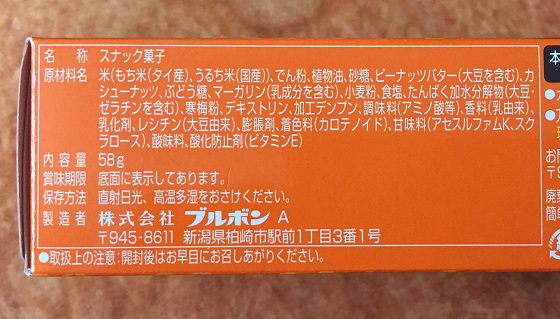 名 称 スナック菓子
原材料名 米(もち米(タイ産)、うるち米(国産))、でん粉、植物油、砂糖、ピーナッツバター(大豆を含む)、カ
シューナッツ、ぶどう糖、マーガリン(乳成分を含む)、小麦粉、食塩、たんぱく加水分解物(大豆・
ゼラチンを含む)、寒梅粉、デキストリン、加工デンプン、調味料(アミノ酸等)、香料(乳由来)、
乳化剤、レシチン(大豆由来)、膨脹剤、着色料(カロテノイド)、甘味料(アセスルファムK、スク
ラロース)、酸味料、酸化防止剤(ビタミンE)
内容量 58g
賞味期限 底面に表示してあります。
保存方法 直射日光、高温多湿をおさけください。
製造者 株式会社 ブルボン A
〒945-8611 新潟県柏崎市駅前1丁目3番1号
●取扱上の注意:開封後はお早目にお召しあがりください。
本